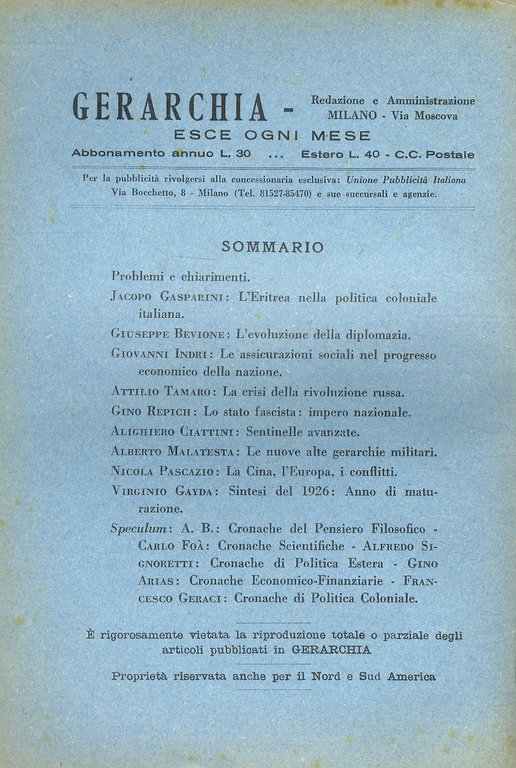 GERARCHIA - Redazione e Amministrazione
MILANO - Via Moscova
ESCE OGNI MESE
Abbonamento annuo L. 30 ... Estero L. 40 - C.C. Postale
Per la pubblicità rivolgersi alla concessionaria esclusiva: Unione Pubblicità Italiana
Via Bocchetto, 8 - Milano (Tel. 81527-85470) e sue succursali e agenzie.
SOMMARIO
Problemi e chiarimenti.
JACOPO GASPARINI: L'Eritrea nella politica coloniale
italiana.
GIUSEPPE BEVIONE: L'evoluzione della diplomazia.
GIOVANNI INDRI: Le assicurazioni sociali nel progresso
economico della nazione.
ATTILIO TAMARO: La crisi della rivoluzione russa.
GINO REPICH: Lo stato fascista: impero nazionale.
ALIGHIERO CIATTINI: Sentinelle avanzate.
ALBERTO MALATESTA: Le nuove alte gerarchie militari.
NICOLA PASCAZIO: La Cina, l'Europa, i conflitti.
VIRGINIO GAYDA: Sintesi del 1926: Anno di matu-
razione.
Speculum: A. B.: Cronache del Pensiero Filosofico -
CARLO FOÀ: Cronache Scientifiche - ALFREDO SI-
GNORETTI: Cronache di Politica Estera - GINO
ARIAS: Cronache Economico-Finanziarie - FRAN-
CESCO GERACI: Cronache di Politica Coloniale.
È rigorosamente vietata la riproduzione totale o parziale degli
articoli pubblicati in GERARCHIA
Proprietà riservata anche per il Nord e Sud America